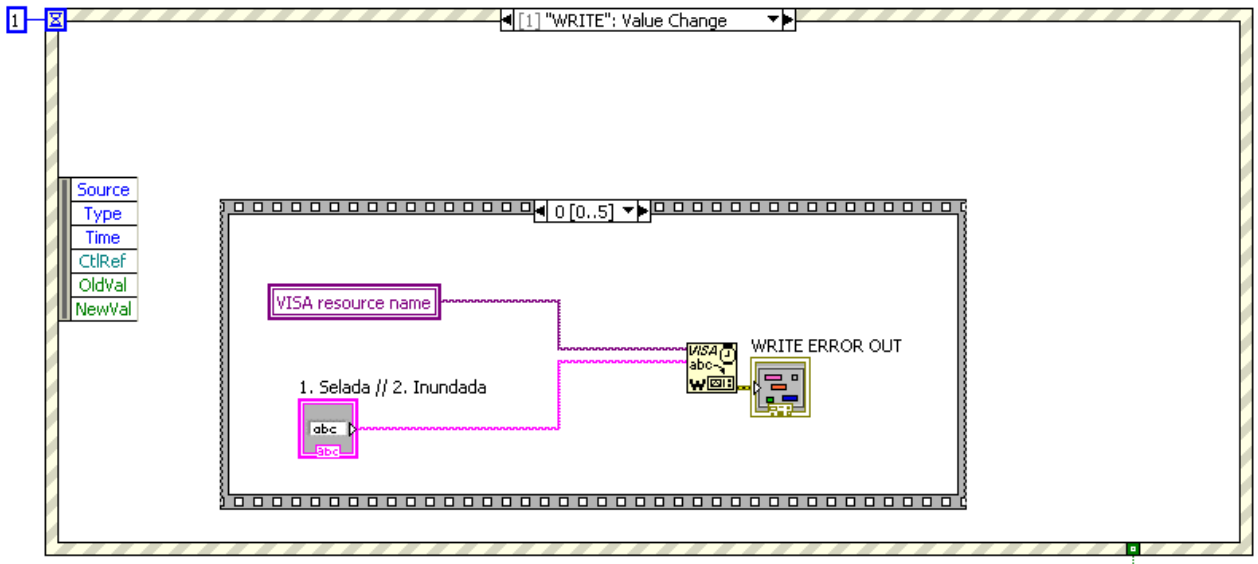 1
[1] "WRITE": Value Change
Source
Type
Time
CtlRef
OldVal
NewVal
0 [0..5]
VISA resource name
1. Selada // 2. Inundada
abc
abc
VISA
abc
W
WRITE ERROR OUT